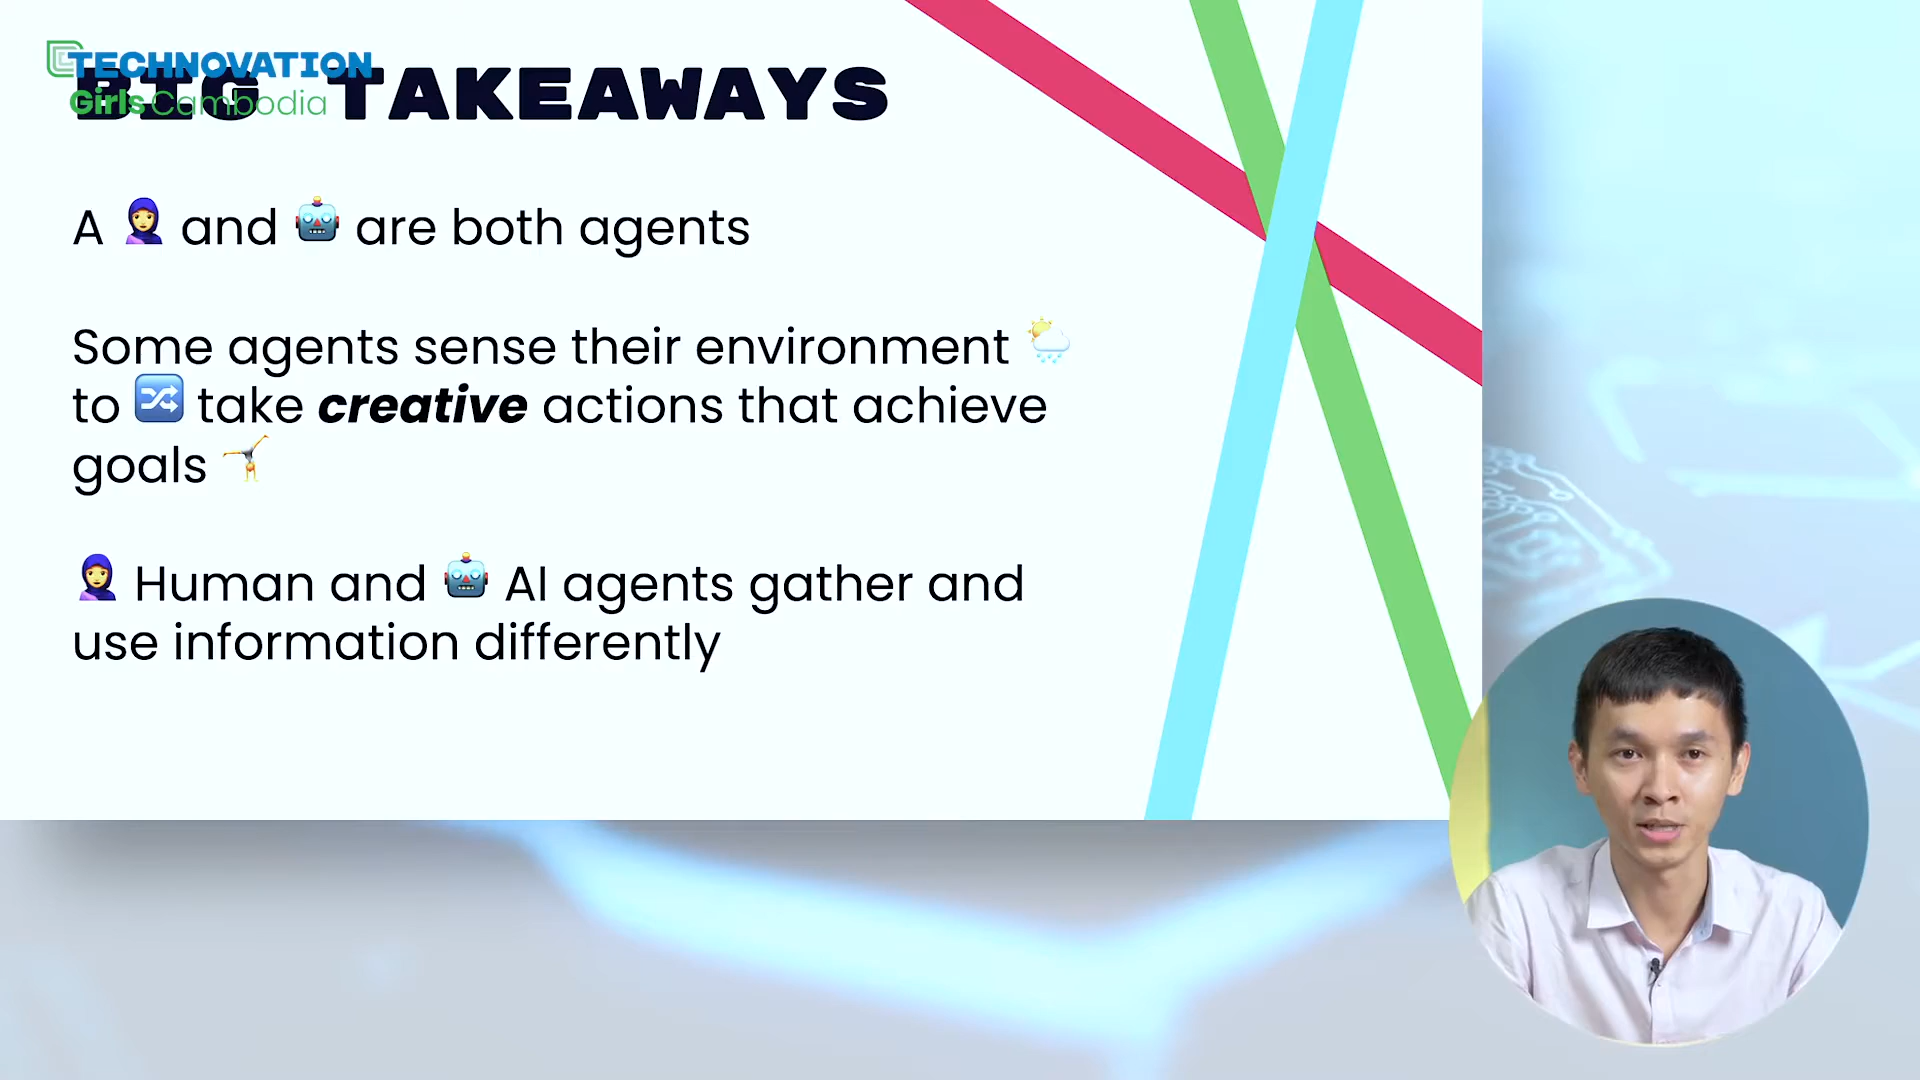 TECHNOVATION
Girls Cambodia
BIG TAKEAWAYS
A 🧕 and 🤖 are both agents
Some agents sense their environment 🌦
to 🔀 take creative actions that achieve
goals 🤸
🧕 Human and 🤖 AI agents gather and
use information differently